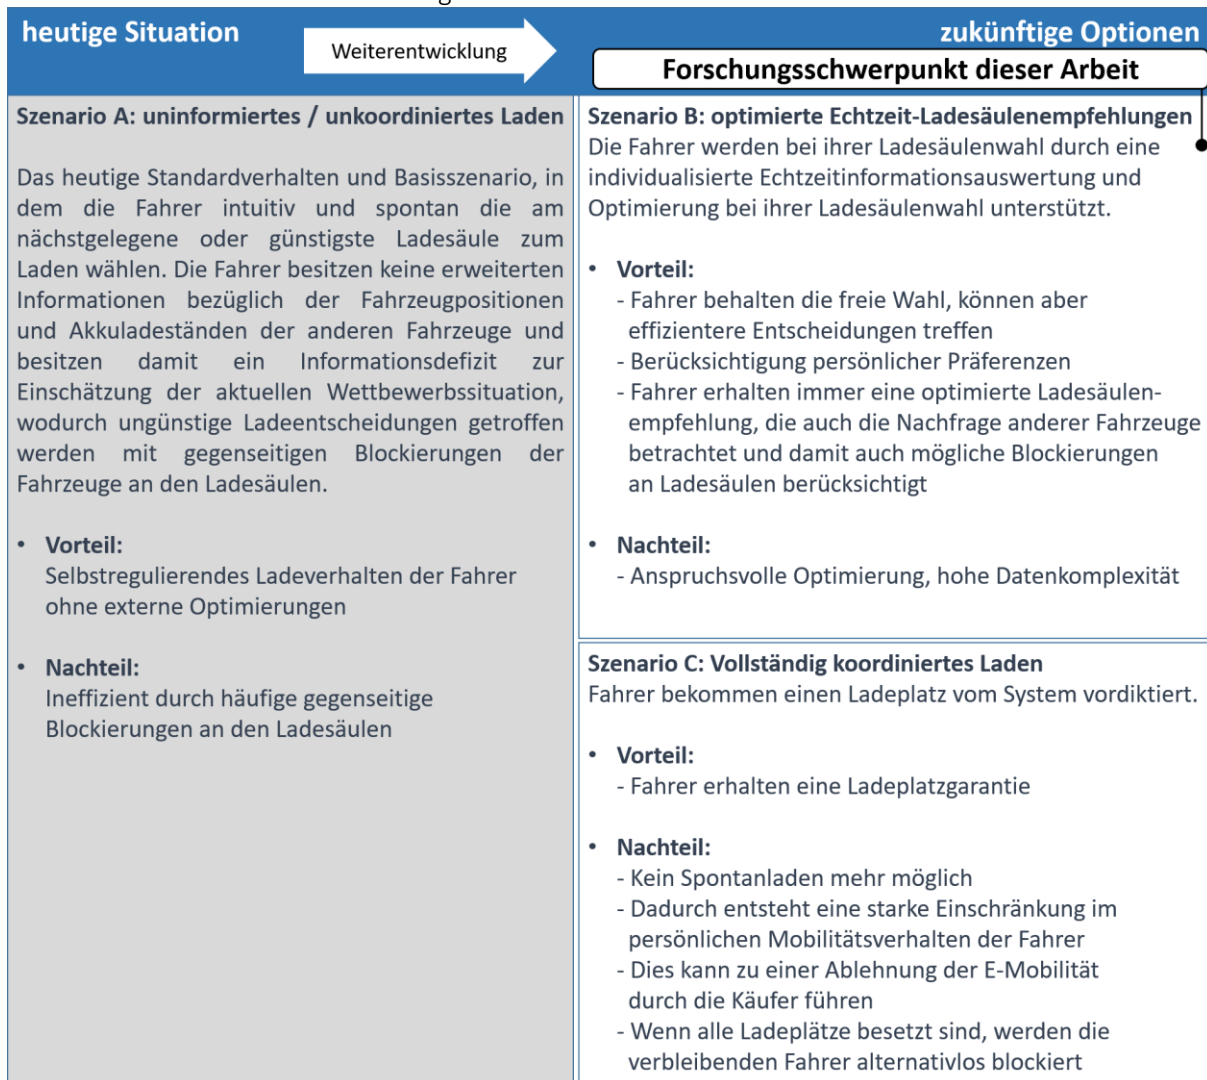 heutige Situation
Weiterentwicklung
zukünftige Optionen
Forschungsschwerpunkt dieser Arbeit
Szenario A: uninformiertes / unkoordiniertes Laden
Das heutige Standardverhalten und Basisszenario, in
dem die Fahrer intuitiv und spontan die am
nächstgelegene oder günstigste Ladesäule zum
Laden wählen. Die Fahrer besitzen keine erweiterten
Informationen bezüglich der Fahrzeugpositionen
und Akkuladeständen der anderen Fahrzeuge und
besitzen damit ein Informationsdefizit zur
Einschätzung der aktuellen Wettbewerbssituation,
wodurch ungünstige Ladeentscheidungen getroffen
werden mit gegenseitigen Blockierungen der
Fahrzeuge an den Ladesäulen.
• Vorteil:
Selbstregulierendes Ladeverhalten der Fahrer
ohne externe Optimierungen
• Nachteil:
Ineffizient durch häufige gegenseitige
Blockierungen an den Ladesäulen
Szenario B: optimierte Echtzeit-Ladesäulenempfehlungen
Die Fahrer werden bei ihrer Ladesäulenwahl durch eine
individualisierte Echtzeitinformationsauswertung und
Optimierung bei ihrer Ladesäulenwahl unterstützt.
• Vorteil:
- Fahrer behalten die freie Wahl, können aber
effizientere Entscheidungen treffen
- Berücksichtigung persönlicher Präferenzen
- Fahrer erhalten immer eine optimierte Ladesäulen-
empfehlung, die auch die Nachfrage anderer Fahrzeuge
betrachtet und damit auch mögliche Blockierungen
an Ladesäulen berücksichtigt
• Nachteil:
- Anspruchsvolle Optimierung, hohe Datenkomplexität
Szenario C: Vollständig koordiniertes Laden
Fahrer bekommen einen Ladeplatz vom System vordiktiert.
• Vorteil:
- Fahrer erhalten eine Ladeplatzgarantie
• Nachteil:
- Kein Spontanladen mehr möglich
- Dadurch entsteht eine starke Einschränkung im
persönlichen Mobilitätsverhalten der Fahrer
- Dies kann zu einer Ablehnung der E-Mobilität
durch die Käufer führen
- Wenn alle Ladeplätze besetzt sind, werden die
verbleibenden Fahrer alternativlos blockiert